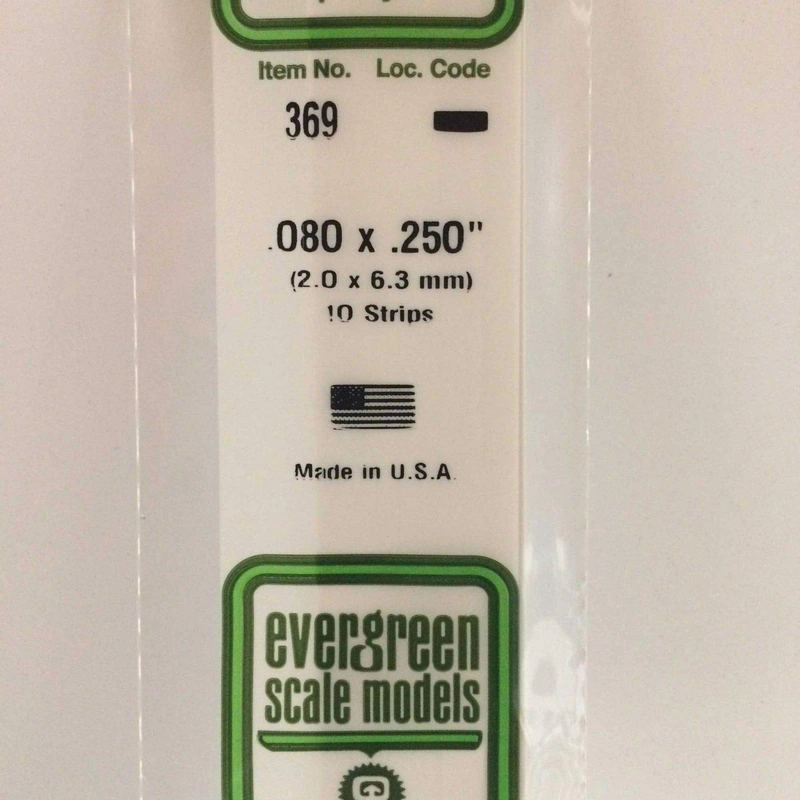 Item No. Loc. Code
369
.080 x .250"
(2.0 x 6.3 mm)
10 Strips
Made in U.S.A.
evergreen
scale models